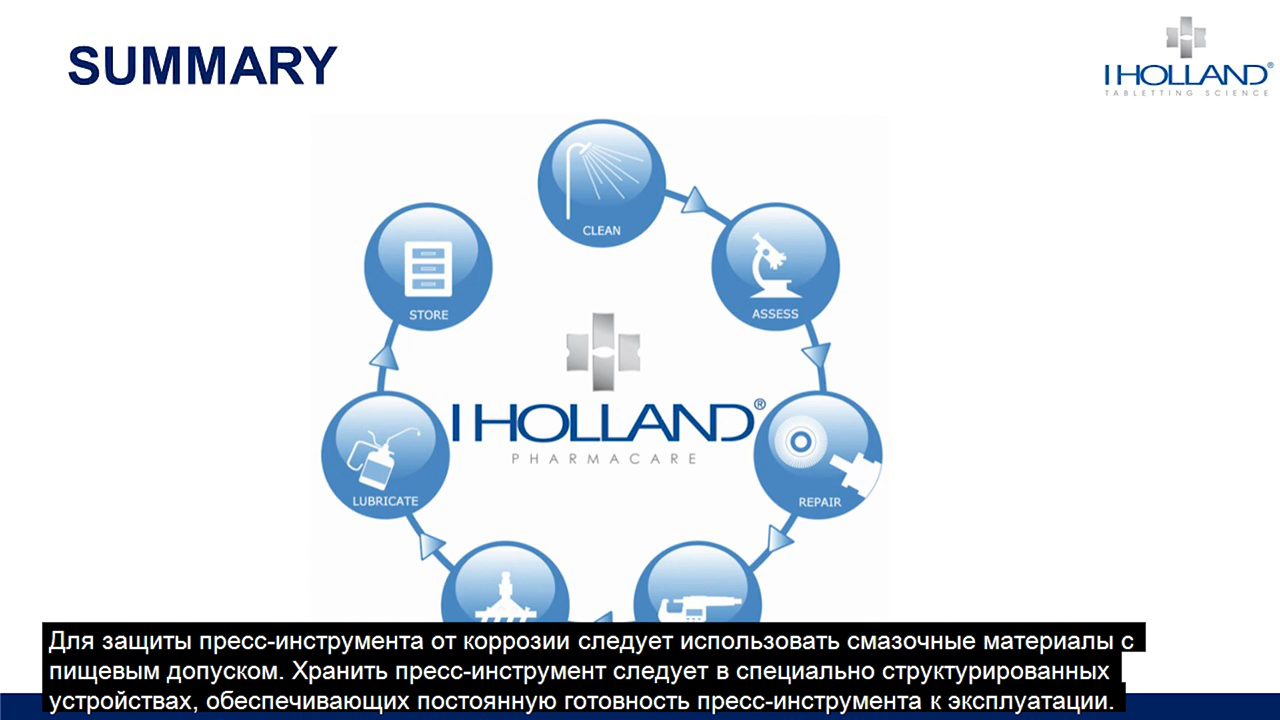 SUMMARY
I HOLLAND®
TABLETTING SCIENCE
CLEAN
STORE
ASSESS
I HOLLAND®
PHARMACARE
LUBRICATE
REPAIR
Для защиты пресс-инструмента от коррозии следует использовать смазочные материалы с
пищевым допуском. Хранить пресс-инструмент следует в специально структурированных
устройствах, обеспечивающих постоянную готовность пресс-инструмента к эксплуатации.